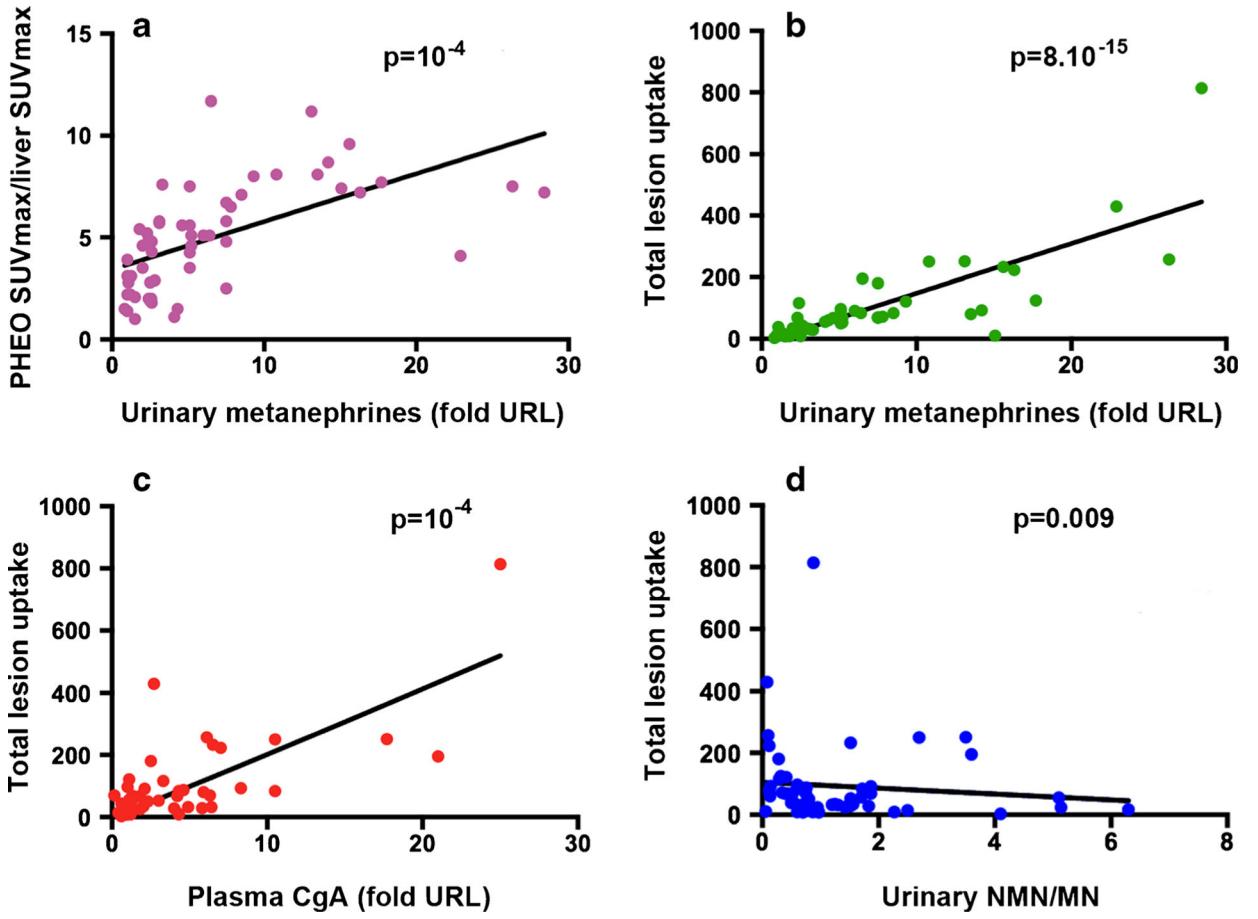 a
p=10-4
PHEO SUVmax/liver SUVmax
15
10
5
0
0 10 20 30
Urinary metanephrines (fold URL)
b
p=8.10-15
Total lesion uptake
1000
800
600
400
200
0
0 10 20 30
Urinary metanephrines (fold URL)
c
p=10-4
Total lesion uptake
1000
800
600
400
200
0
0 10 20 30
Plasma CgA (fold URL)
d
p=0.009
Total lesion uptake
1000
800
600
400
200
0
0 2 4 6 8
Urinary NMN/MN